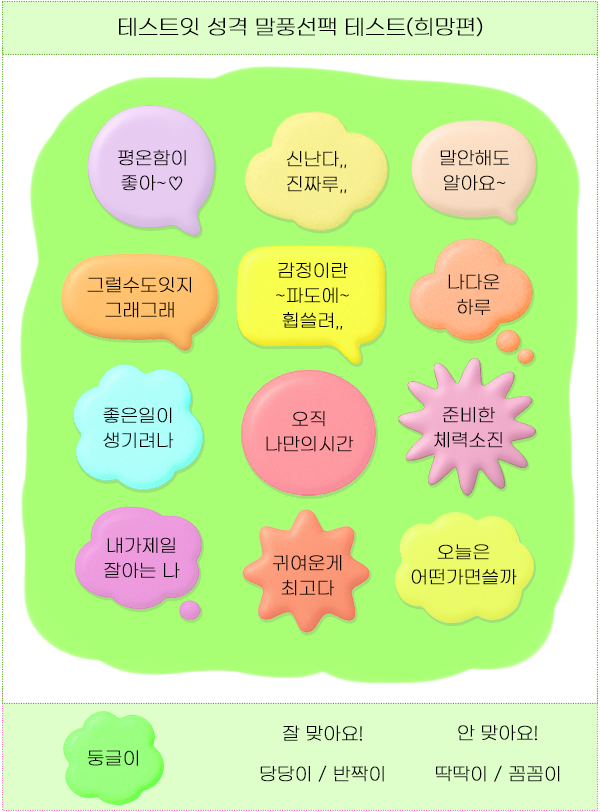 테스트잇 성격 말풍선팩 테스트(희망편)
평온함이
좋아~♡
신난다,,
진짜루,,
말안해도
알아요~
그럴수도잇지
그래그래
감정이란
~파도에~
휩쓸려,,
나다운
하루
좋은일이
생기려나
오직
나만의시간
준비한
체력소진
내가제일
잘아는 나
귀여운게
최고다
오늘은
어떤가면쓸까
둥글이
잘 맞아요!
당당이 / 반짝이
안 맞아요!
딱딱이 / 꼼꼼이